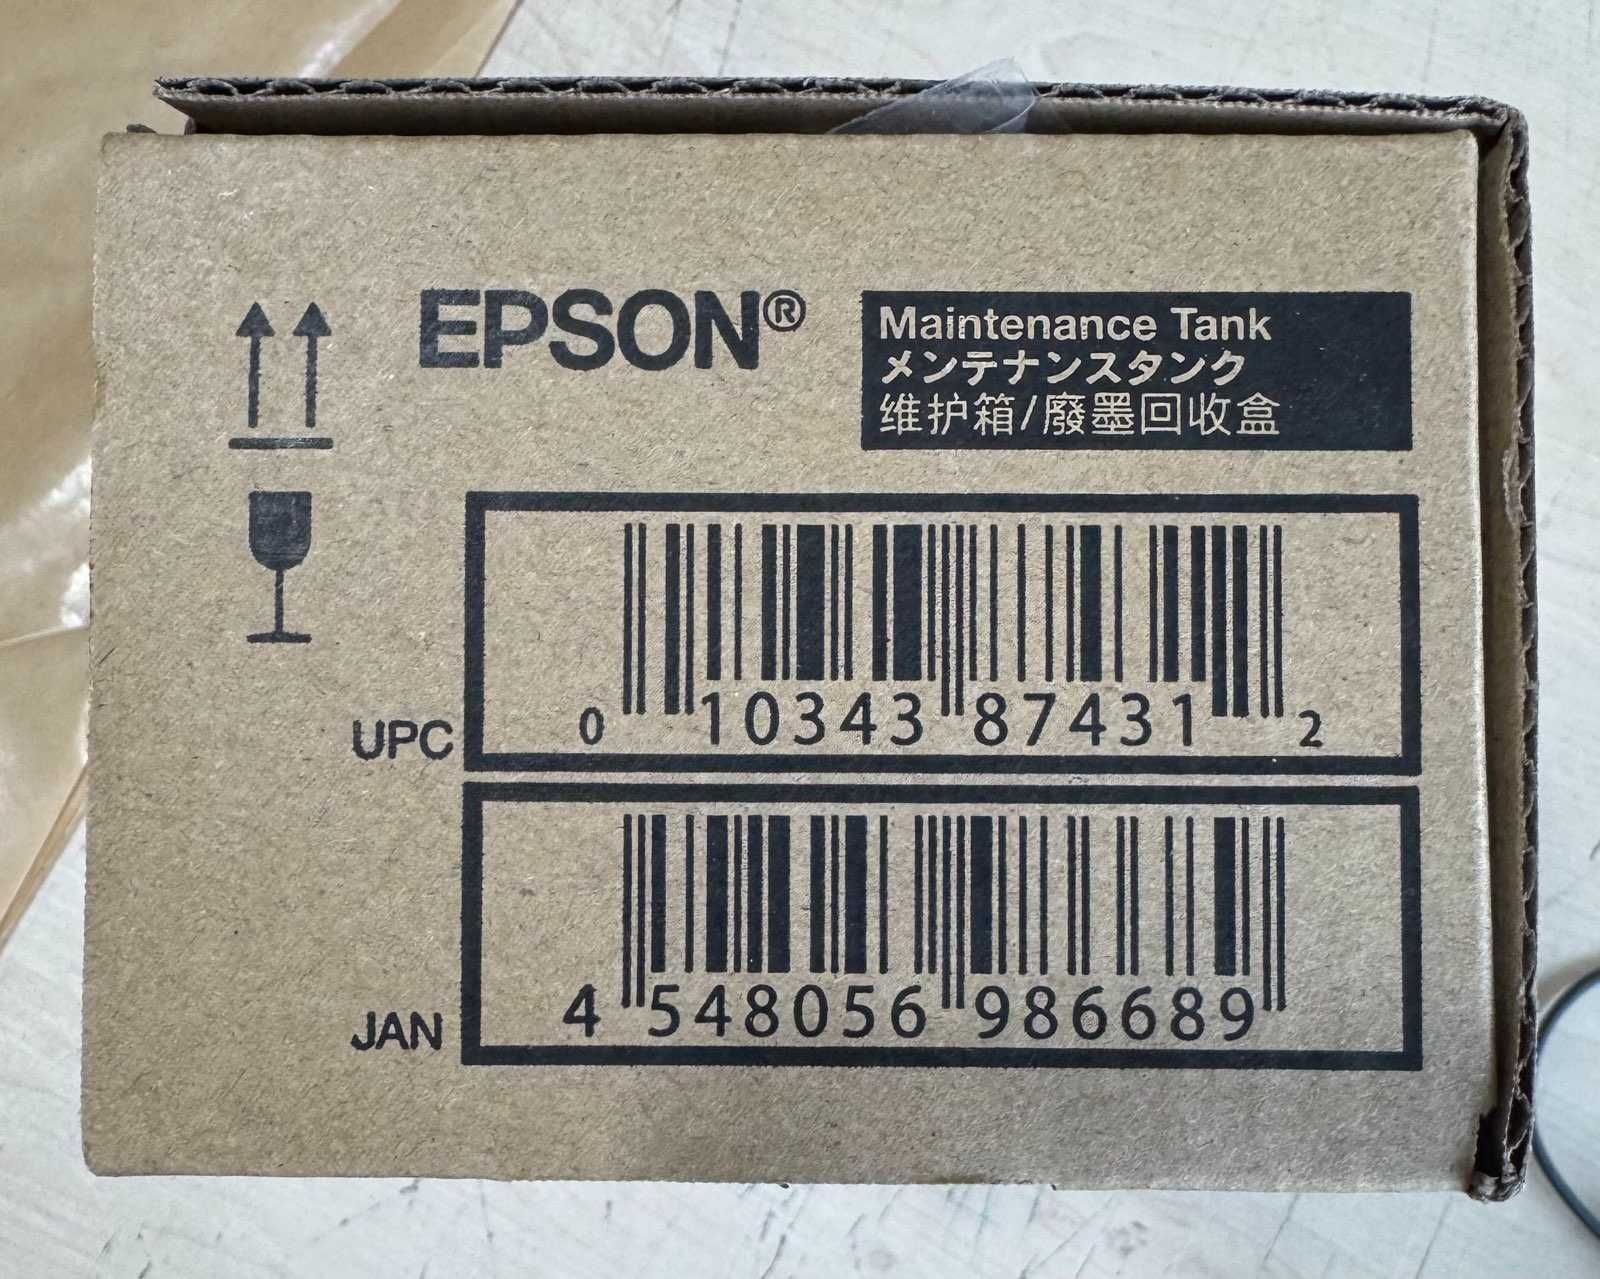 EPSON®
Maintenance Tank
メンテナンスタンク
维护箱/廢墨回收盒
UPC
0 10343 87431 2
JAN
4 548056 986689